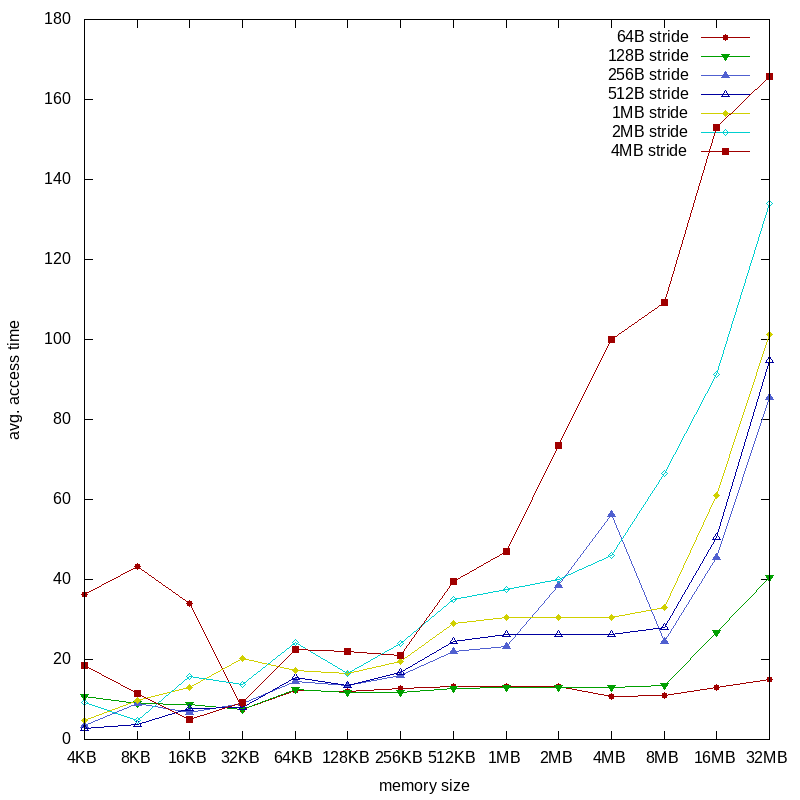 180
160
140
120
100
80
60
40
20
0
avg. access time
64B stride
128B stride
256B stride
512B stride
1MB stride
2MB stride
4MB stride
4KB 8KB 16KB 32KB 64KB 128KB 256KB 512KB 1MB 2MB 4MB 8MB 16MB 32MB
memory size